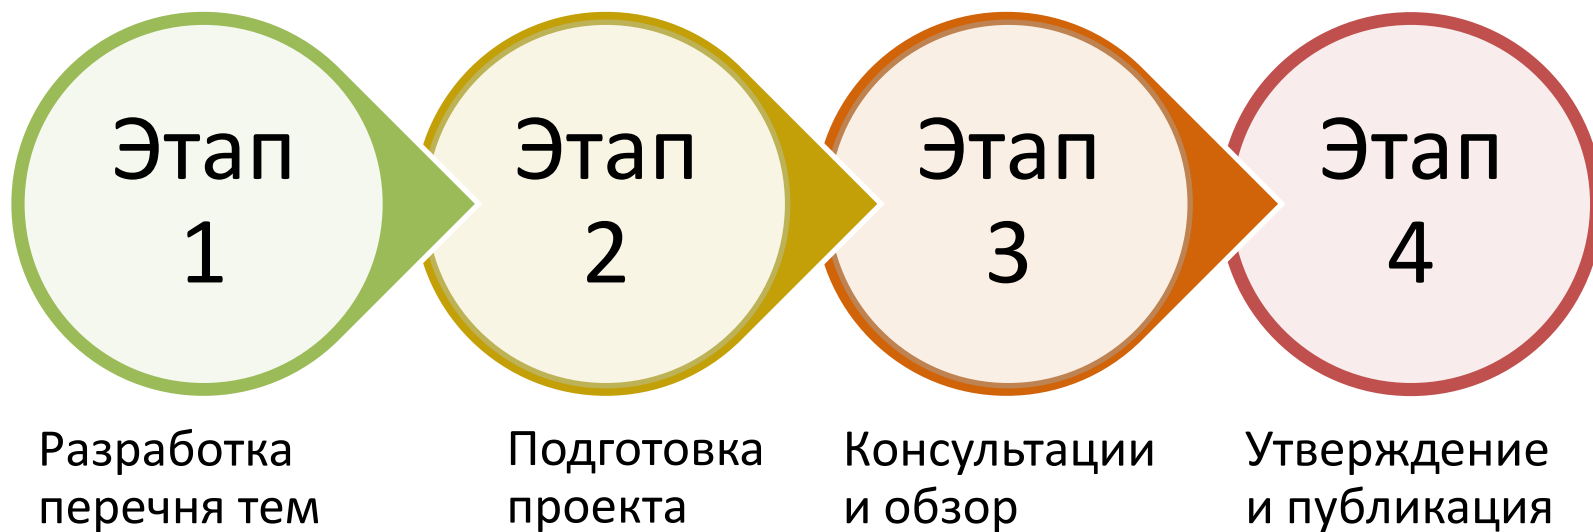 Этап
1
Этап
2
Этап
3
Этап
4
Разработка
перечня тем
Подготовка
проекта
Консультации
и обзор
Утверждение
и публикация